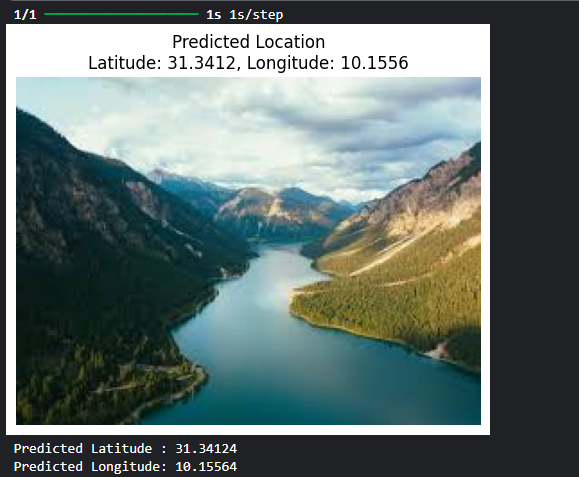 1/1 ━━━━━━━━━━━━━━━━━━━━ 1s 1s/step
Predicted Location
Latitude: 31.3412, Longitude: 10.1556
Predicted Latitude : 31.34124
Predicted Longitude: 10.15564